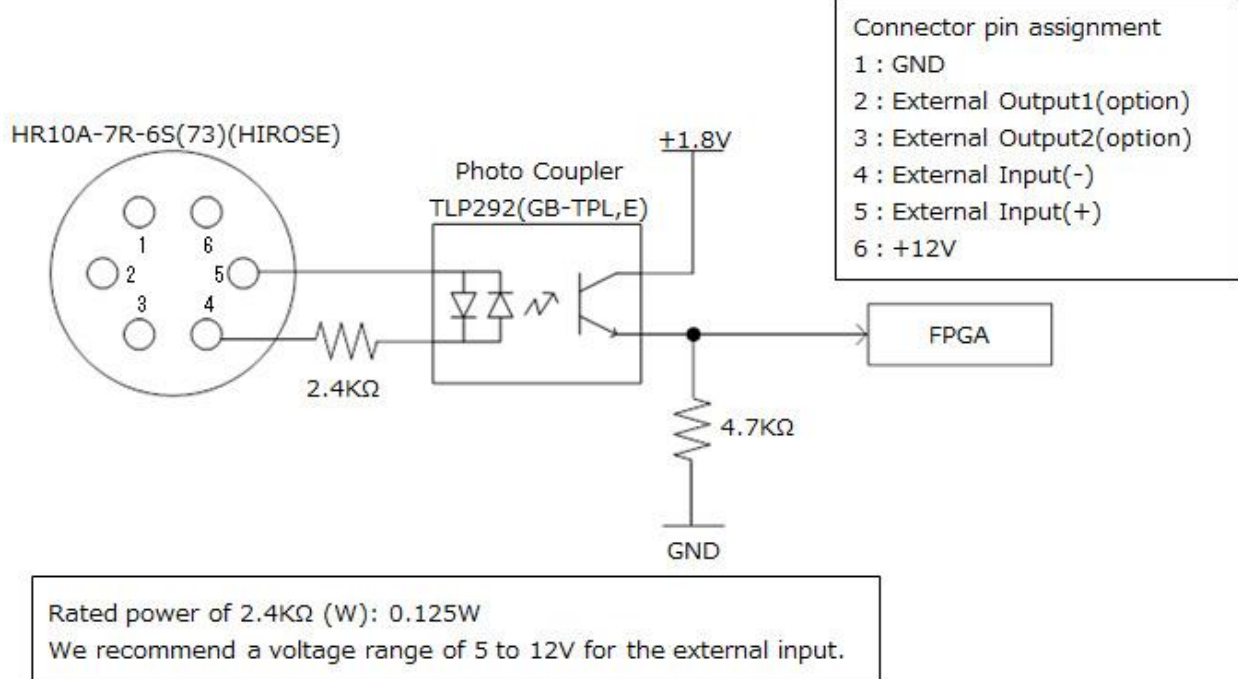 Connector pin assignment
1 : GND
2 : External Output1(option)
3 : External Output2(option)
4 : External Input(-)
5 : External Input(+)
6 : +12V
HR10A-7R-6S(73)(HIROSE)
+1.8V
Photo Coupler
TLP292(GB-TPL,E)
1
6
2
5
3
4
2.4KΩ
FPGA
4.7KΩ
GND
Rated power of 2.4KΩ (W): 0.125W
We recommend a voltage range of 5 to 12V for the external input.